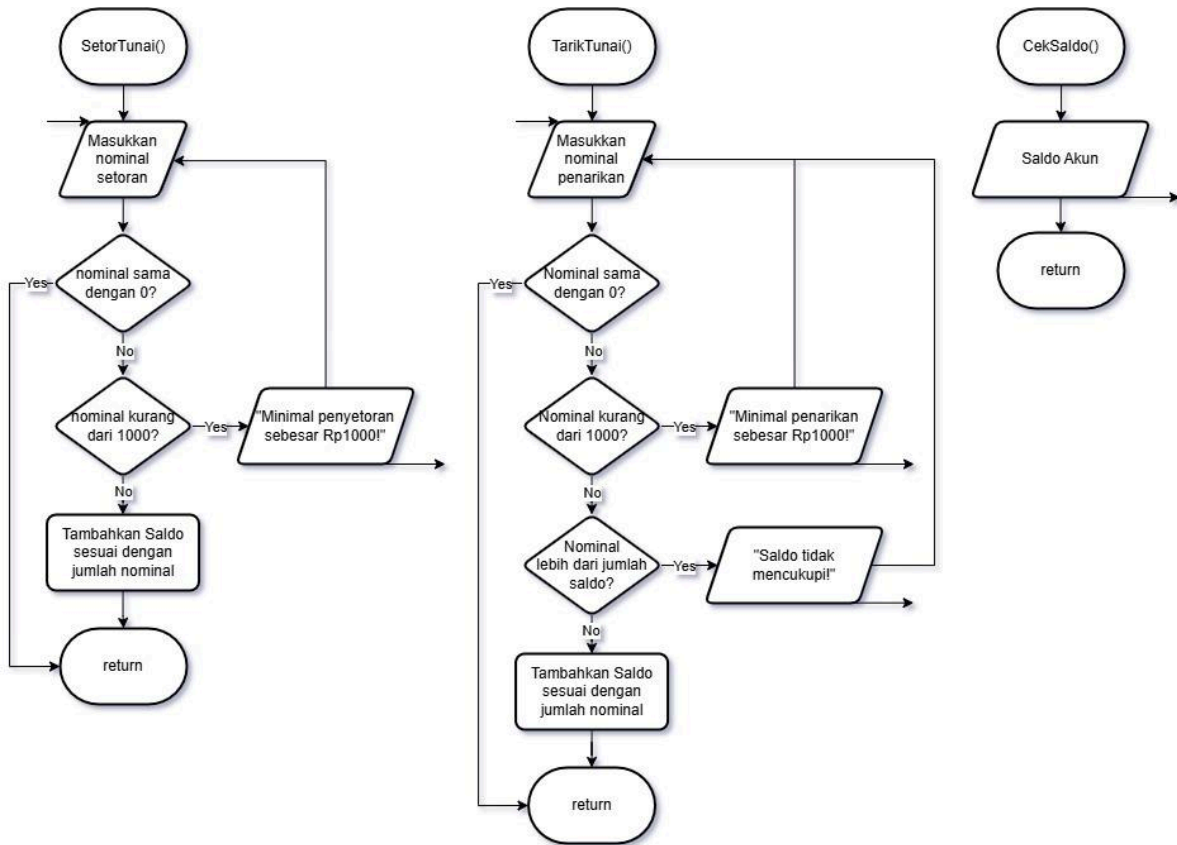 SetorTunai()
Masukkan
nominal
setoran
nominal sama
dengan 0?
Yes
No
nominal kurang
dari 1000?
Yes
"Minimal penyetoran
sebesar Rp1000!"
No
Tambahkan Saldo
sesuai dengan
jumlah nominal
return
TarikTunai()
Masukkan
nominal
penarikan
Nominal sama
dengan 0?
Yes
No
Nominal kurang
dari 1000?
Yes
"Minimal penarikan
sebesar Rp1000!"
No
Nominal
lebih dari jumlah
saldo?
Yes
"Saldo tidak
mencukupi!"
No
Tambahkan Saldo
sesuai dengan
jumlah nominal
return
CekSaldo()
Saldo Akun
return